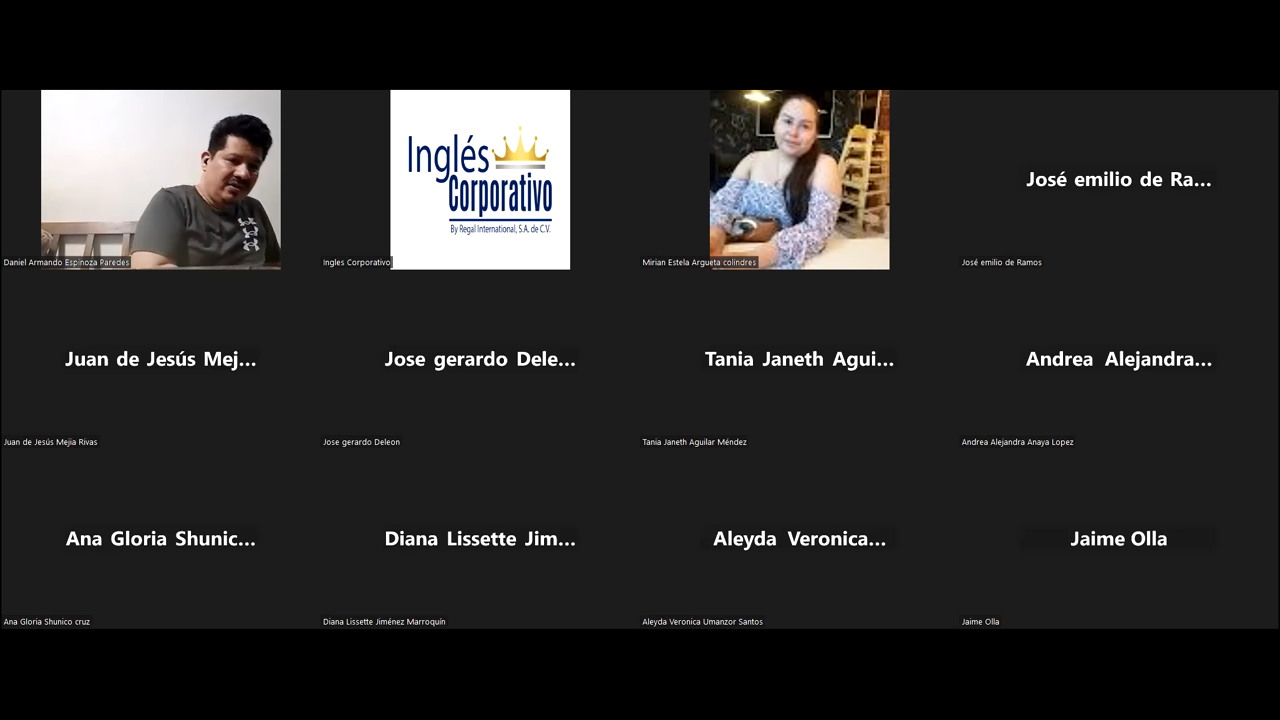 Inglés
Corporativo
By Regal International, S.A. de C.V.
José emilio de Ra...
Daniel Armando Espinoza Paredes
Ingles Corporativo
Mirian Estela Argueta colindres
José emilio de Ramos
Juan de Jesús Mej...
Jose gerardo Dele...
Tania Janeth Agui...
Andrea Alejandra...
Juan de Jesús Mejia Rivas
Jose gerardo Deleon
Tania Janeth Aguilar Méndez
Andrea Alejandra Anaya Lopez
Ana Gloria Shunic...
Diana Lissette Jim...
Aleyda Veronica...
Jaime Olla
Ana Gloria Shunico cruz
Diana Lissette Jiménez Marroquín
Aleyda Veronica Umanzor Santos
Jaime Olla